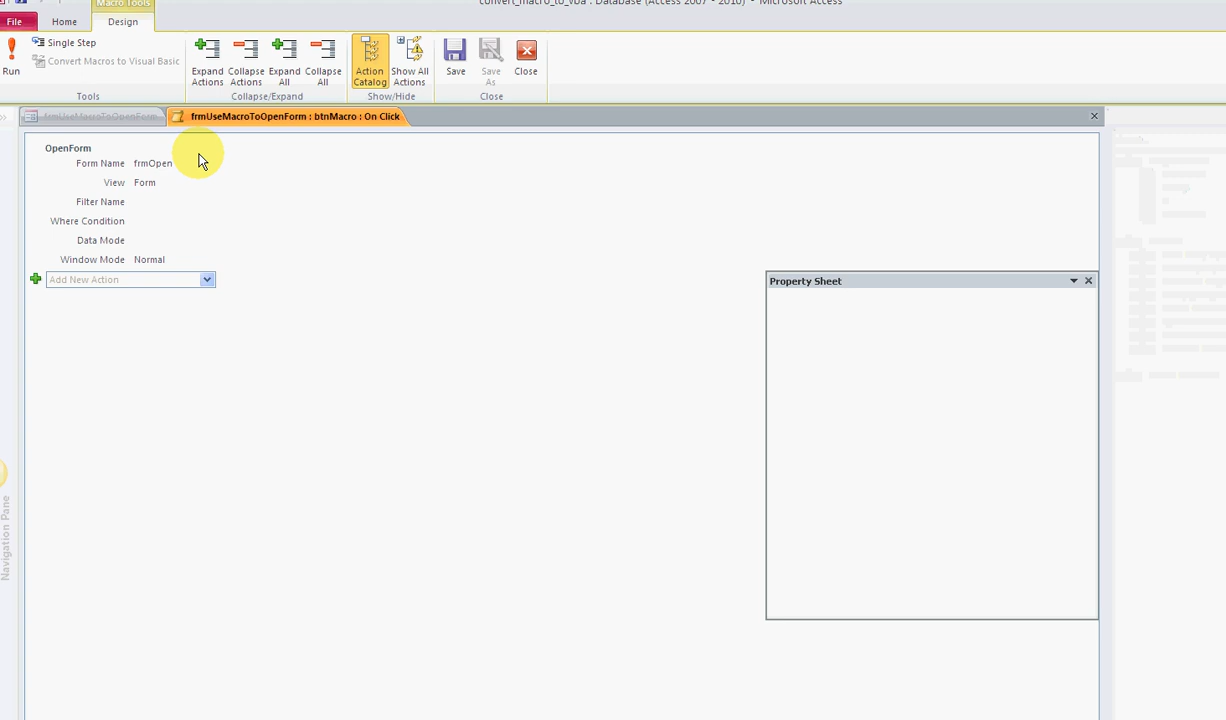 Macro Tools
convert_macro_to_vba : Database (Access 2007 - 2010) - Microsoft Access
File Home Design
Run
Single Step
Convert Macros to Visual Basic
Tools
Expand Actions
Collapse Actions
Expand All
Collapse All
Collapse/Expand
Action Catalog
Show All Actions
Show/Hide
Save
Save As
Close
Close
frmUseMacroToOpenForm
frmUseMacroToOpenForm : btnMacro : On Click
OpenForm
Form Name frmOpen
View Form
Filter Name
Where Condition
Data Mode
Window Mode Normal
Add New Action
Property Sheet
Navigation Pane